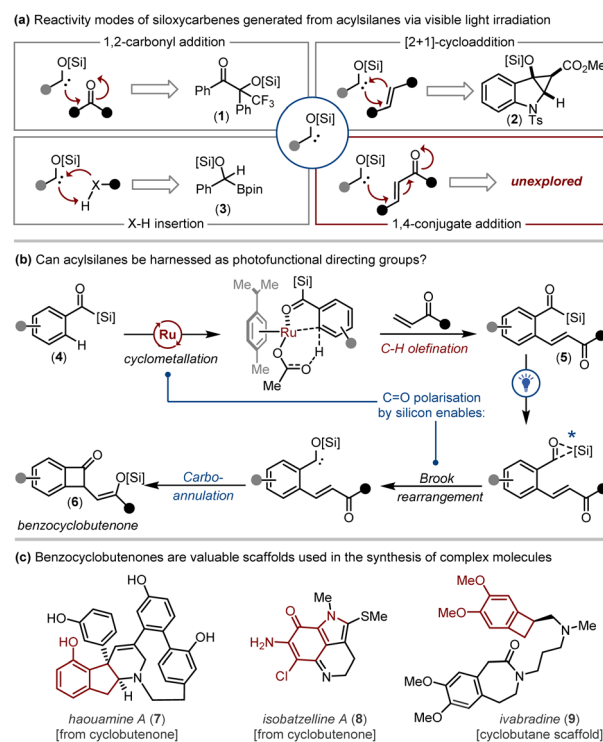 (a) Reactivity modes of siloxycarbenes generated from acylsilanes via visible light irradiation
1,2-carbonyl addition
O[Si]
O
O
O[Si]
Ph
CF3
Ph
(1)
[2+1]-cycloaddition
O[Si]
[Si]O
H
CO2Me
H
N
Ts
(2)
O[Si]
O[Si]
X
H
[Si]O
H
Ph
Bpin
(3)
X-H insertion
O[Si]
O
unexplored
1,4-conjugate addition
(b) Can acylsilanes be harnessed as photofunctional directing groups?
O
[Si]
H
(4)
Ru
cyclometallation
Me
Me
[Si]
O
Ru
Me
O
H
O
Me
O
C-H olefination
O
[Si]
O
(5)
C=O polarisation
by silicon enables:
O
O[Si]
(6)
benzocyclobutenone
Carbo-
annulation
O[Si]
O
Brook
rearrangement
*
O
[Si]
O
(c) Benzocyclobutenones are valuable scaffolds used in the synthesis of complex molecules
HO
HO
HO
OH
H
N
haouamine A (7)
[from cyclobutenone]
Me
O
N
SMe
H2N
Cl
N
isobatzelline A (8)
[from cyclobutenone]
MeO
MeO
N
Me
O
N
MeO
MeO
ivabradine (9)
[cyclobutane scaffold]